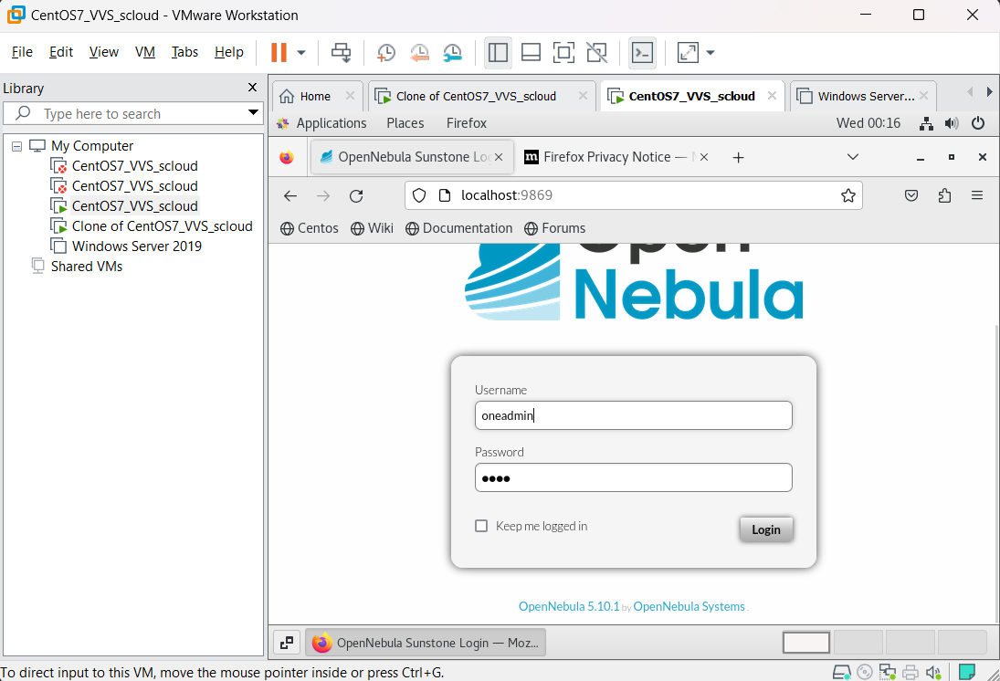 CentOS7_VVS_scloud - VMware Workstation
File Edit View VM Tabs Help
Library
Type here to search
My Computer
CentOS7_VVS_scloud
CentOS7_VVS_scloud
CentOS7_VVS_scloud
Clone of CentOS7_VVS_scloud
Windows Server 2019
Shared VMs
Home Clone of CentOS7_VVS_scloud CentOS7_VVS_scloud Windows Server...
Applications Places Firefox Wed 00:16
OpenNebula Sunstone Lo m Firefox Privacy Notice —
localhost:9869
Centos Wiki Documentation Forums
Open
Nebula
Username
oneadmin
Password
Keep me logged in Login
OpenNebula 5.10.1 by OpenNebula Systems.
OpenNebula Sunstone Login — Moz...
To direct input to this VM, move the mouse pointer inside or press Ctrl+G.